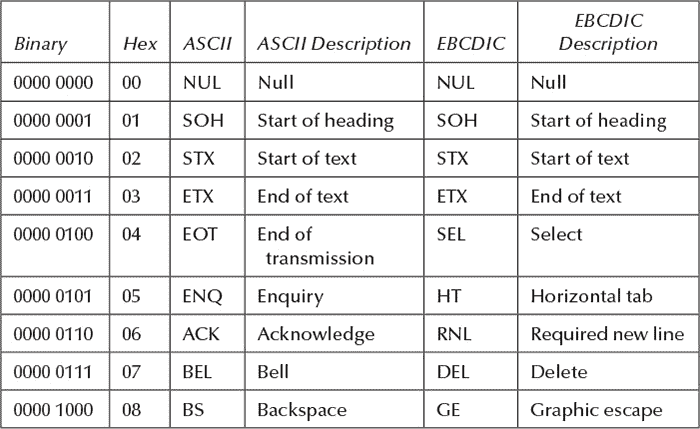 Binary Hex ASCII ASCII Description EBCDIC EBCDIC Description
0000 0000 00 NUL Null NUL Null
0000 0001 01 SOH Start of heading SOH Start of heading
0000 0010 02 STX Start of text STX Start of text
0000 0011 03 ETX End of text ETX End of text
0000 0100 04 EOT End of transmission SEL Select
0000 0101 05 ENQ Enquiry HT Horizontal tab
0000 0110 06 ACK Acknowledge RNL Required new line
0000 0111 07 BEL Bell DEL Delete
0000 1000 08 BS Backspace GE Graphic escape